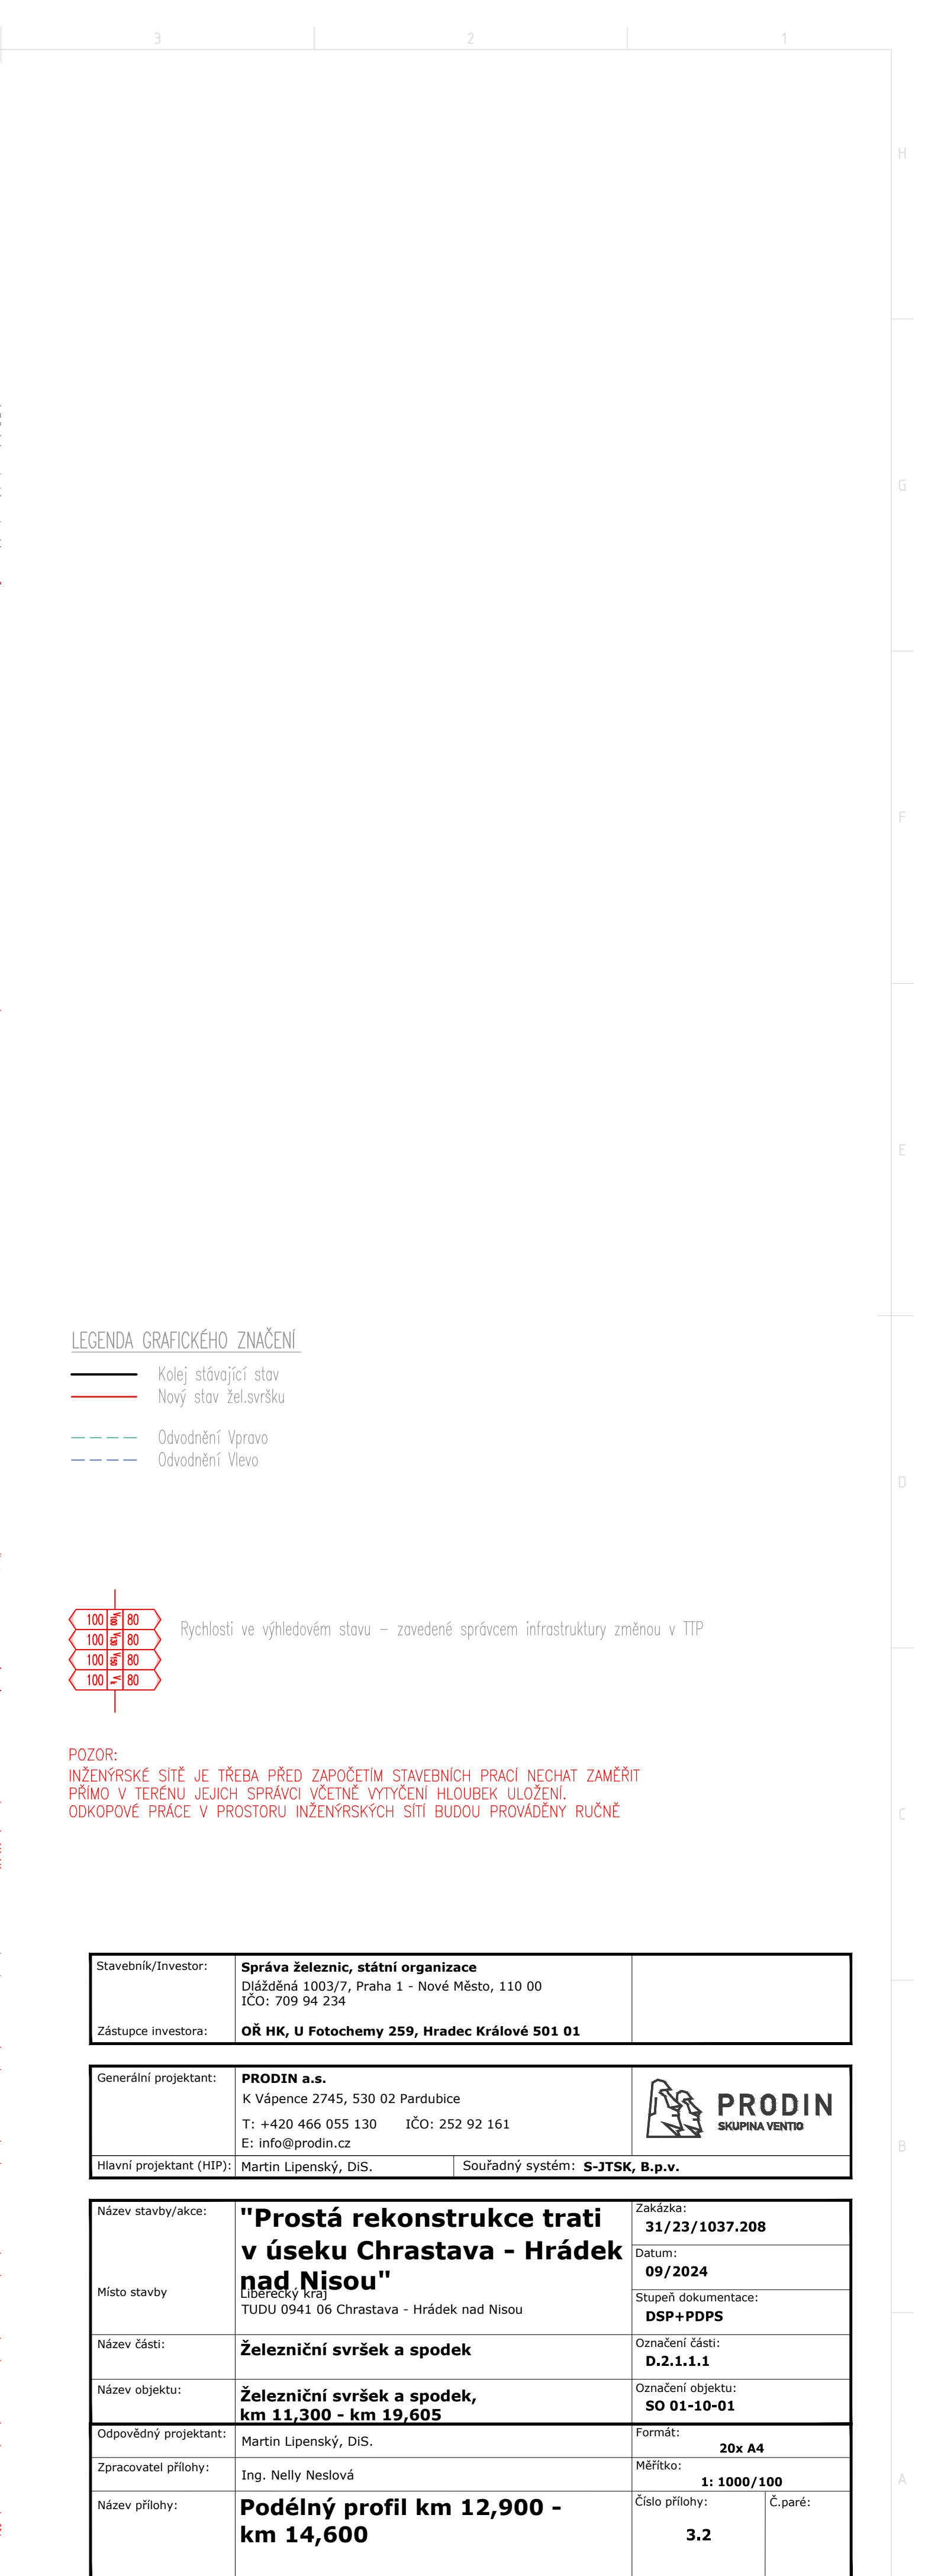 3 2 1
H
G
F
E
LEGENDA GRAFICKÉHO ZNAČENÍ
Kolej stávající stav
Nový stav žel.svršku
Odvodnění Vpravo
Odvodnění Vlevo
D
100 V100 80
100 V130 80
100 V150 80
100 Vk 80
Rychlosti ve výhledovém stavu – zavedené správcem infrastruktury změnou v TTP
POZOR:
INŽENÝRSKÉ SÍTĚ JE TŘEBA PŘED ZAPOČETÍM STAVEBNÍCH PRACÍ NECHAT ZAMĚŘIT
PŘÍMO V TERÉNU JEJICH SPRÁVCI VČETNĚ VYTYČENÍ HLOUBEK ULOŽENÍ.
ODKOPOVÉ PRÁCE V PROSTORU INŽENÝRSKÝCH SÍTÍ BUDOU PROVÁDĚNY RUČNĚ
C
Stavebník/Investor: Správa železnic, státní organizace
Dlážděná 1003/7, Praha 1 - Nové Město, 110 00
IČO: 709 94 234
Zástupce investora: OŘ HK, U Fotochemy 259, Hradec Králové 501 01
Generální projektant: PRODIN a.s.
K Vápence 2745, 530 02 Pardubice
T: +420 466 055 130 IČO: 252 92 161
E: info@prodin.cz
PRODIN
SKUPINA VENTIO
B
Hlavní projektant (HIP): Martin Lipenský, DiS. Souřadný systém: S-JTSK, B.p.v.
Název stavby/akce: "Prostá rekonstrukce trati
v úseku Chrastava - Hrádek
nad Nisou"
Zakázka:
31/23/1037.208
Datum:
09/2024
Místo stavby Liberecký kraj
TUDU 0941 06 Chrastava - Hrádek nad Nisou
Stupeň dokumentace:
DSP+PDPS
Název části: Železniční svršek a spodek
Označení části:
D.2.1.1.1
Název objektu: Železniční svršek a spodek,
km 11,300 - km 19,605
Označení objektu:
SO 01-10-01
Odpovědný projektant: Martin Lipenský, DiS.
Formát:
20x A4
Zpracovatel přílohy: Ing. Nelly Neslová
Měřítko:
1: 1000/100
A
Název přílohy: Podélný profil km 12,900 -
km 14,600
Číslo přílohy:
3.2
Č.paré: